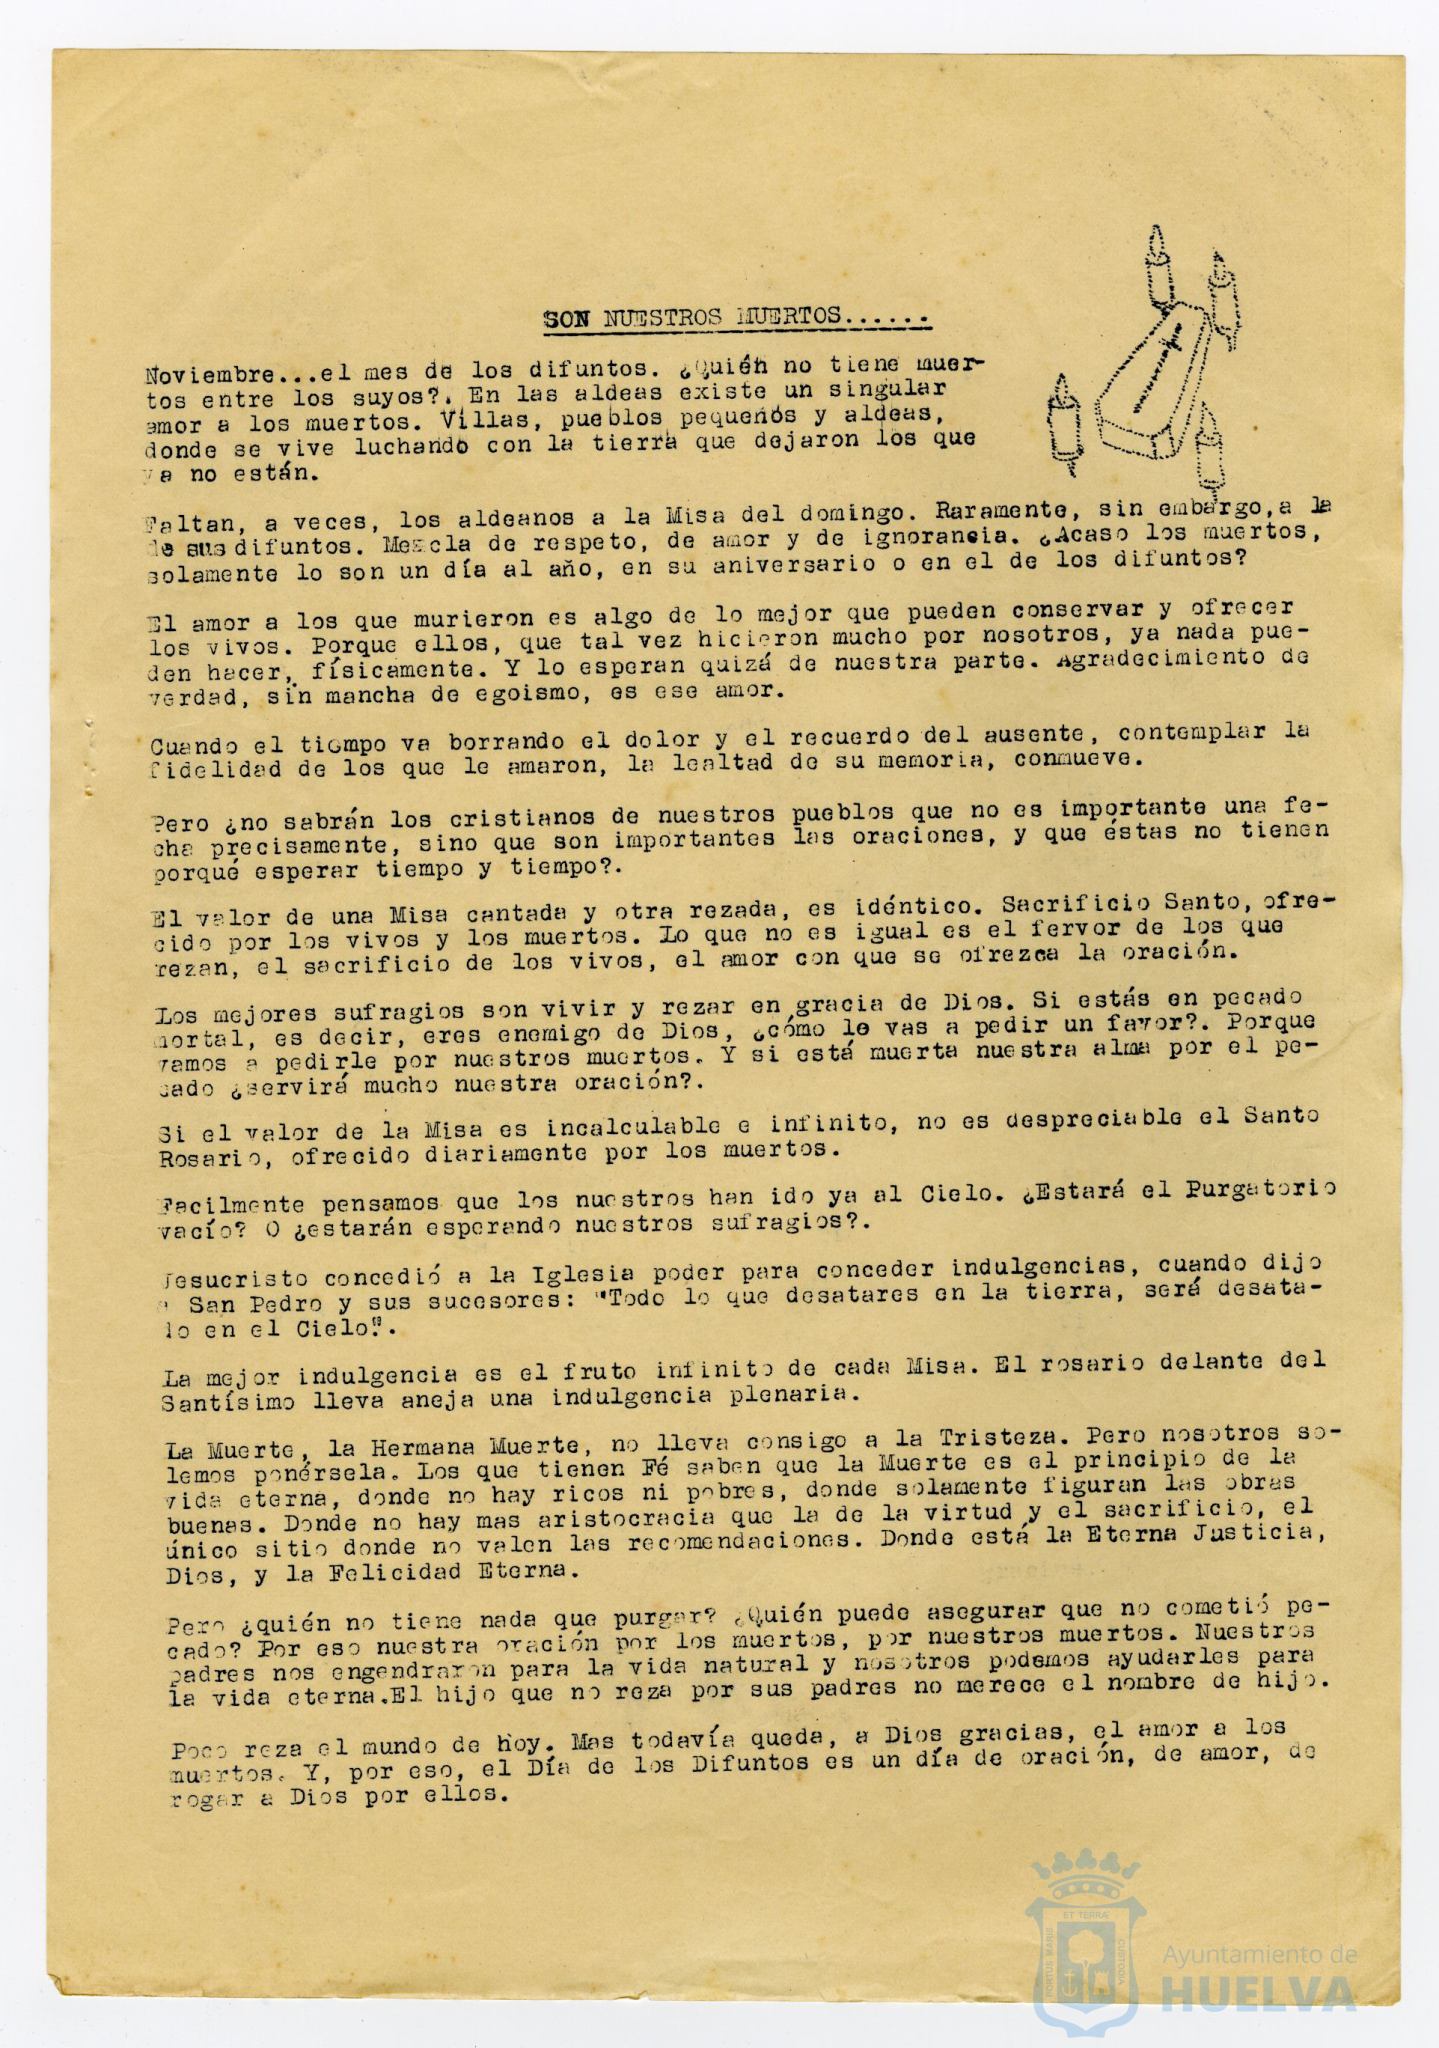 SON NUESTROS MUERTOS......
Noviembre...el mes de los difuntos. ¿Quién no tiene muer-
tos entre los suyos?. En las aldeas existe un singular
amor a los muertos. Villas, pueblos pequeños y aldeas,
donde se vive luchando con la tierra que dejaron los que
ya no están.
Faltan, a veces, los aldeanos a la Misa del domingo. Raramente, sin embargo, a la
de sus difuntos. Mezcla de respeto, de amor y de ignorancia. ¿Acaso los muertos,
solamente lo son un día al año, en su aniversario o en el de los difuntos?
El amor a los que murieron es algo de lo mejor que pueden conservar y ofrecer
los vivos. Porque ellos, que tal vez hicieron mucho por nosotros, ya nada pue-
den hacer, físicamente. Y lo esperan quizá de nuestra parte. Agradecimiento de
verdad, sin mancha de egoismo, es ese amor.
Cuando el tiempo va borrando el dolor y el recuerdo del ausente, contemplar la
fidelidad de los que le amaron, la lealtad de su memoria, conmueve.
Pero ¿no sabrán los cristianos de nuestros pueblos que no es importante una fe-
cha precisamente, sino que son importantes las oraciones, y que éstas no tienen
porqué esperar tiempo y tiempo?.
El valor de una Misa cantada y otra rezada, es idéntico. Sacrificio Santo, ofre-
cido por los vivos y los muertos. Lo que no es igual es el fervor de los que
rezan, el sacrificio de los vivos, el amor con que se ofrezca la oración.
Los mejores sufragios son vivir y rezar en gracia de Dios. Si estás en pecado
mortal, es decir, eres enemigo de Dios, ¿cómo le vas a pedir un favor?. Porque
vamos a pedirle por nuestros muertos. Y si está muerta nuestra alma por el pe-
cado ¿servirá mucho nuestra oración?.
Si el valor de la Misa es incalculable e infinito, no es despreciable el Santo
Rosario, ofrecido diariamente por los muertos.
Facilmente pensamos que los nuestros han ido ya al Cielo. ¿Estará el Purgatorio
vacío? O ¿estarán esperando nuestros sufragios?.
Jesucristo concedió a la Iglesia poder para conceder indulgencias, cuando dijo
a San Pedro y sus sucesores: "Todo lo que desatares en la tierra, será desata-
do en el Cielo".
La mejor indulgencia es el fruto infinito de cada Misa. El rosario delante del
Santísimo lleva aneja una indulgencia plenaria.
La Muerte, la Hermana Muerte, no lleva consigo a la Tristeza. Pero nosotros so-
lemos ponérsela. Los que tienen Fé saben que la Muerte es el principio de la
vida eterna, donde no hay ricos ni pobres, donde solamente figuran las obras
buenas. Donde no hay mas aristocracia que la de la virtud y el sacrificio, el
único sitio donde no valen las recomendaciones. Donde está la Eterna Justicia,
Dios, y la Felicidad Eterna.
Pero ¿quién no tiene nada que purgar? ¿Quién puede asegurar que no cometió pe-
cado? Por eso nuestra oración por los muertos, por nuestros muertos. Nuestros
padres nos engendraron para la vida natural y nosotros podemos ayudarles para
la vida eterna.El hijo que no reza por sus padres no merece el nombre de hijo.
Poco reza el mundo de hoy. Mas todavía queda, a Dios gracias, el amor a los
muertos. Y, por eso, el Día de los Difuntos es un día de oración, de amor, de
rogar a Dios por ellos.
ET TERRÆ
PORTUS MARIS
CUSTODIA
Ayuntamiento de
HUELVA